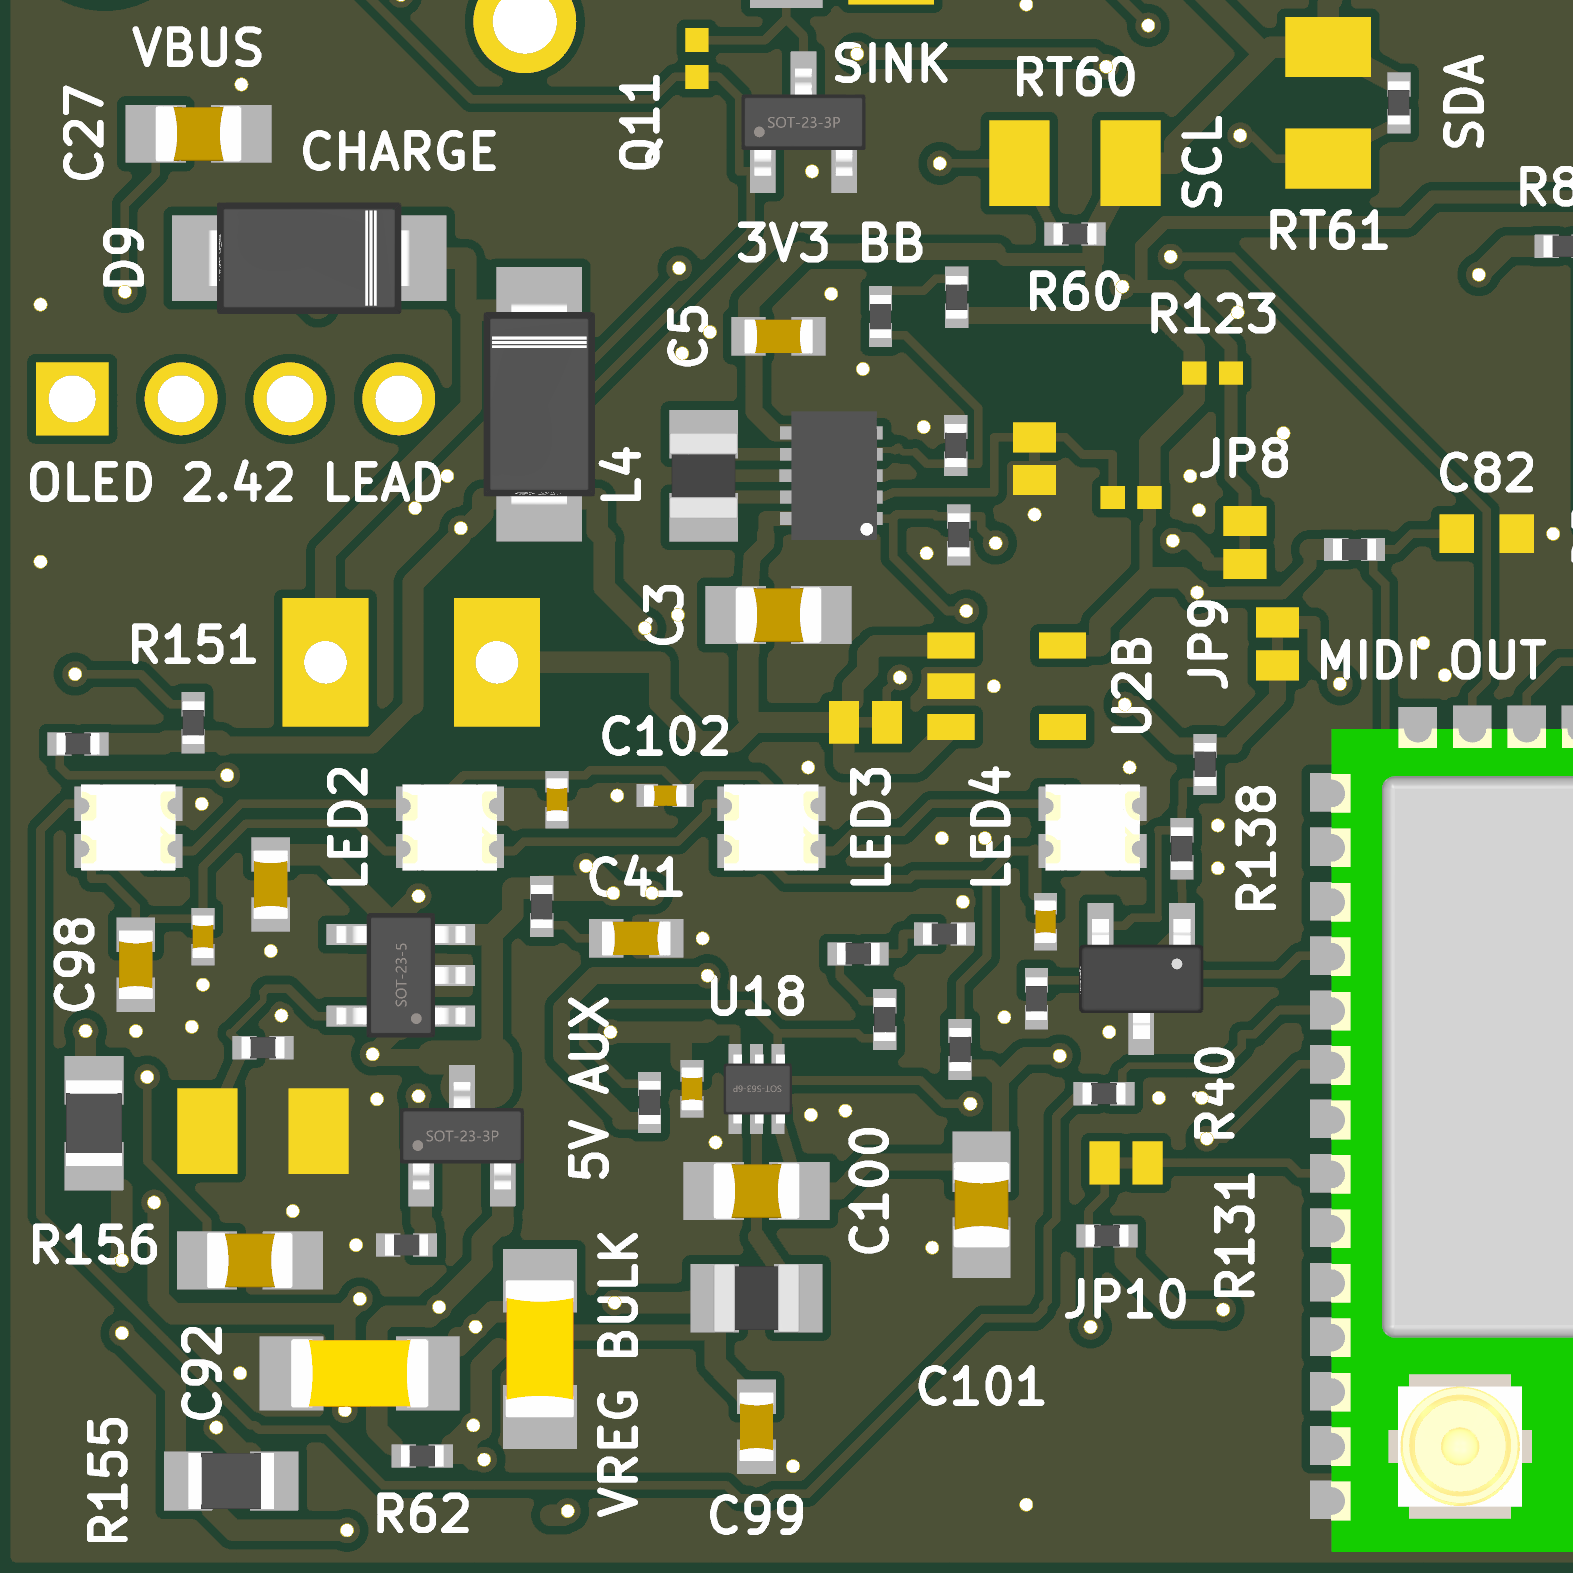 VBUS
SINK
RT60
SDA
C27
Q11
SOT-23-3P
CHARGE
SCL
R8
RT61
D9
3V3 BB
R60
R123
C5
JP8
OLED 2.42 LEAD
L4
C82
C3
R151
JP9
U2B
MIDI OUT
C102
LED2
LED3
LED4
R138
C41
C98
SOT-23-5
U18
5V AUX
SOT-563-6P
R40
SOT-23-3P
C100
R131
R156
VREG BULK
JP10
C92
C101
R155
R62
C99